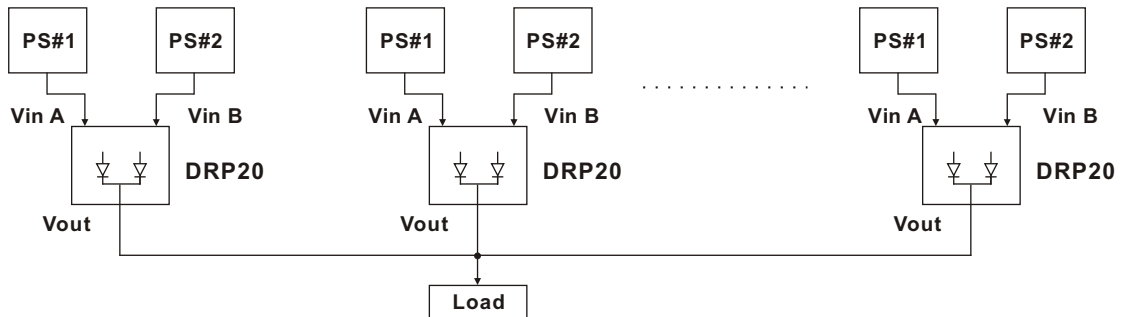 PS#1 PS#2 PS#1 PS#2 PS#1 PS#2
Vin A Vin B Vin A Vin B Vin A Vin B
DRP20 DRP20 DRP20
Vout Vout Vout
Load